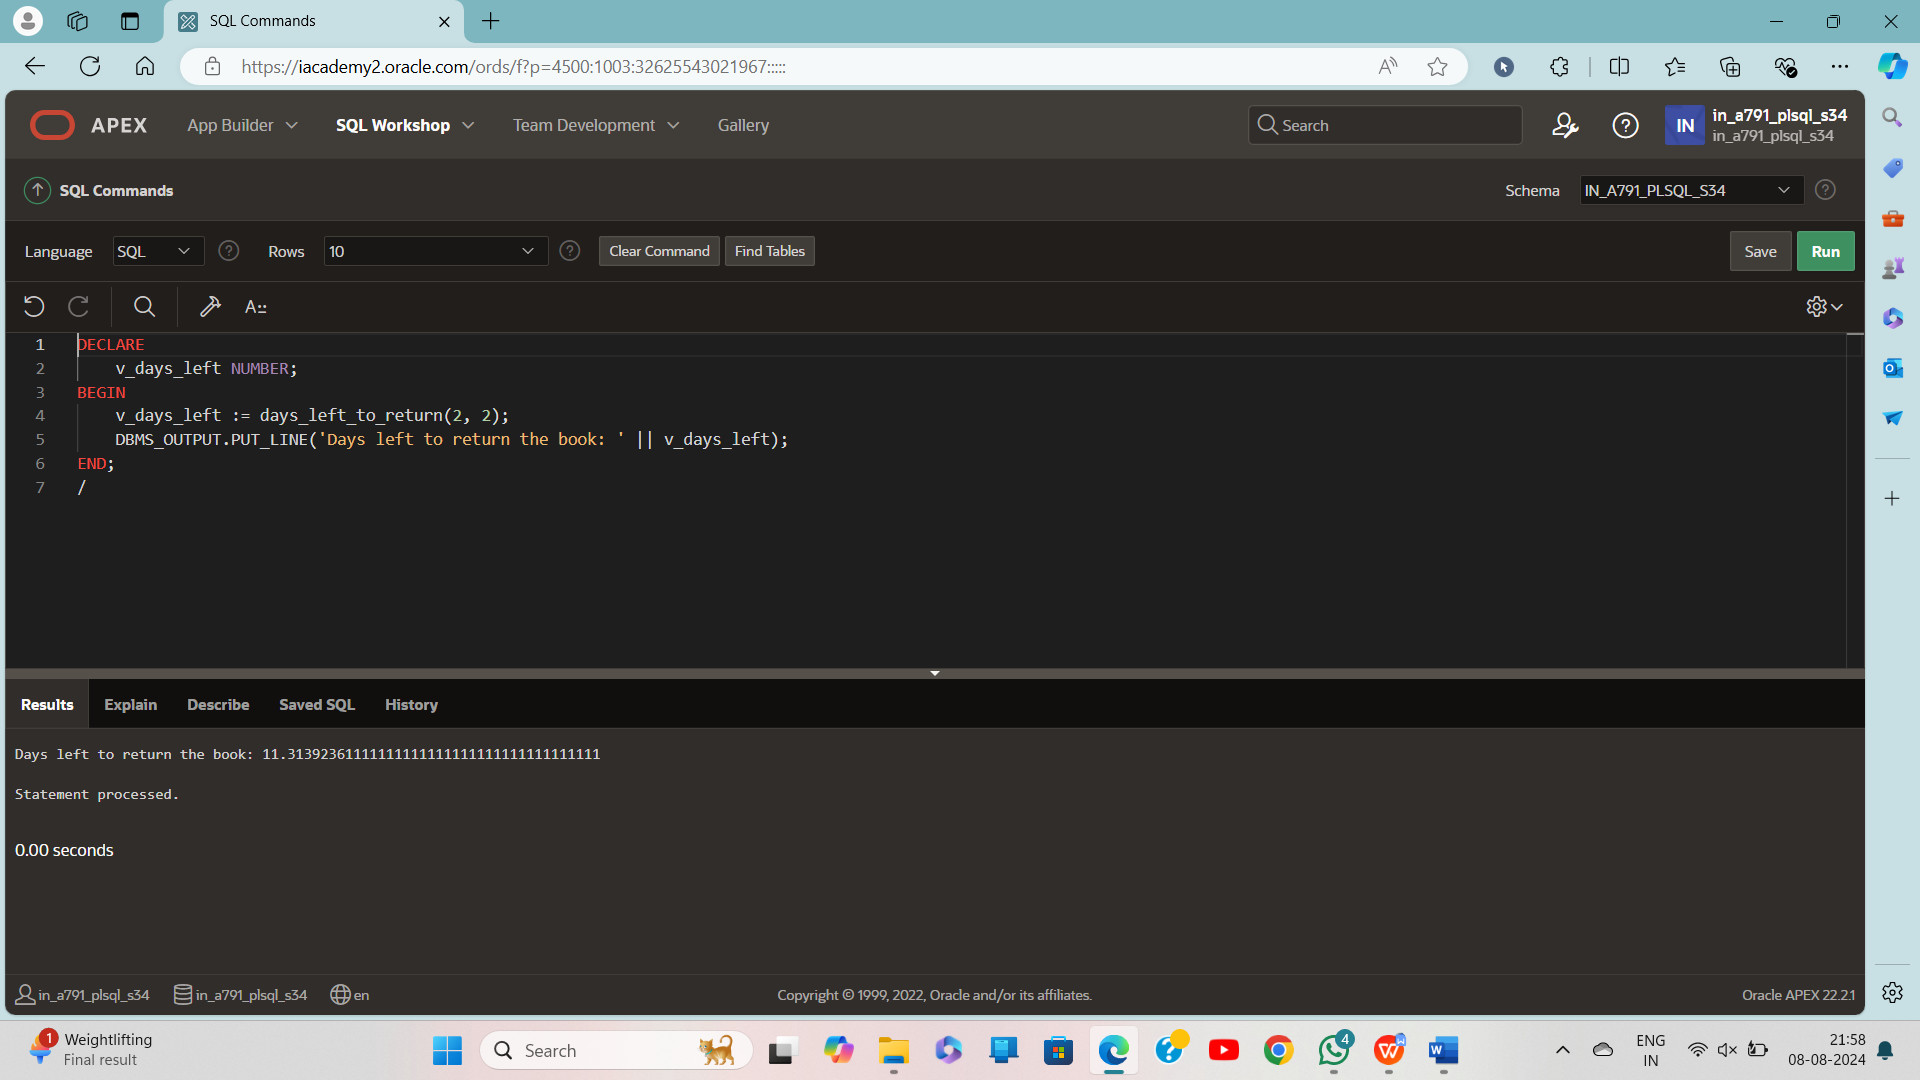 SQL Commands
https://iacademy2.oracle.com/ords/f?p=4500:1003:32625543021967:::::
APEX App Builder SQL Workshop Team Development Gallery Search IN in_a791_plsql_s34
in_a791_plsql_s34
SQL Commands Schema IN_A791_PLSQL_S34
Language SQL Rows 10 Clear Command Find Tables Save Run
A::
1 DECLARE
2 v_days_left NUMBER;
3 BEGIN
4 v_days_left := days_left_to_return(2, 2);
5 DBMS_OUTPUT.PUT_LINE('Days left to return the book: ' || v_days_left);
6 END;
7 /
Results Explain Describe Saved SQL History
Days left to return the book: 11.3139236111111111111111111111111111111
Statement processed.
0.00 seconds
in_a791_plsql_s34 in_a791_plsql_s34 en Copyright © 1999, 2022, Oracle and/or its affiliates. Oracle APEX 22.2.1
1 Weightlifting
Final result
Search
4
ENG
IN
21:58
08-08-2024